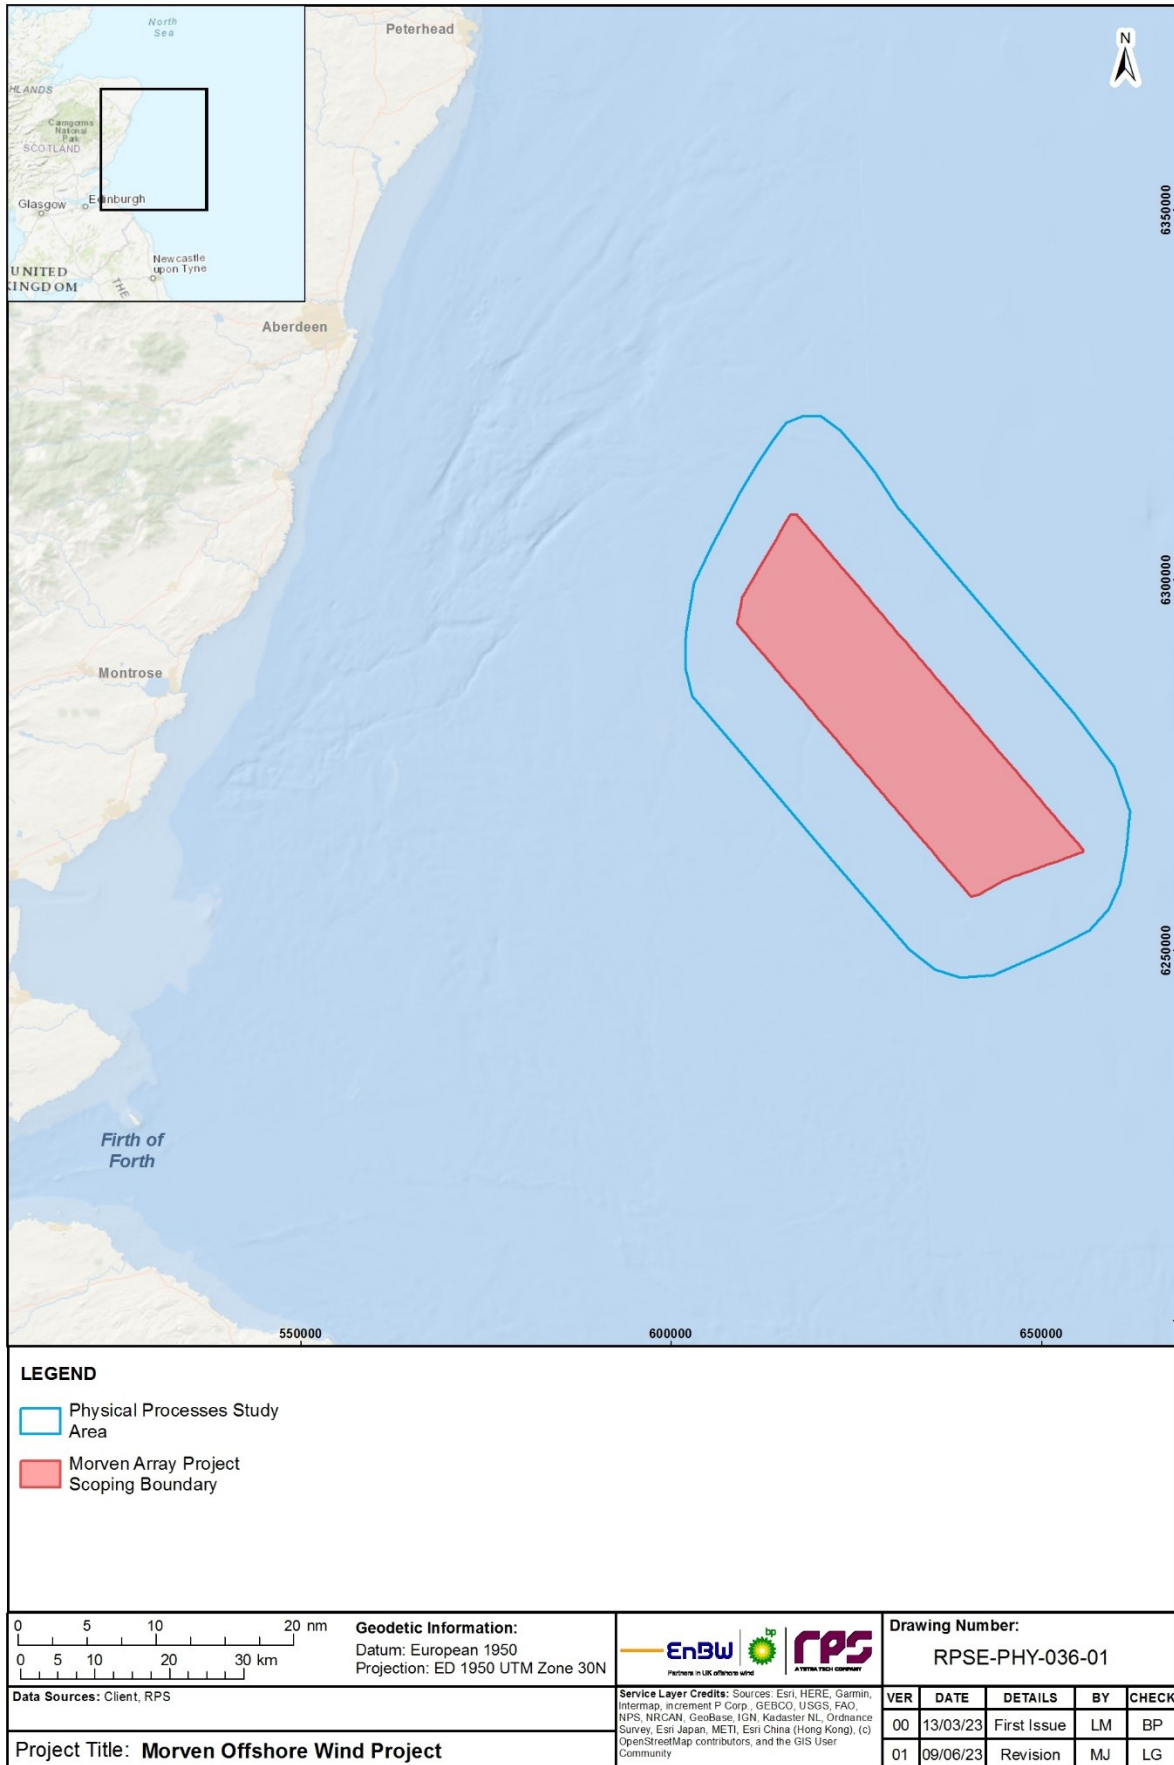 North
Sea
HLANDS
Cairngorms
National
Park
SCOTLAND
Glasgow
Edinburgh
Newcastle
upon Tyne
UNITED
KINGDOM
THE
Peterhead
N
6350000
Aberdeen
6300000
Montrose
6250000
Firth of
Forth
550000
600000
650000
LEGEND
Physical Processes Study
Area
Morven Array Project
Scoping Boundary
0 5 10 20 nm
0 5 10 20 30 km
Geodetic Information:
Datum: European 1950
Projection: ED 1950 UTM Zone 30N
Data Sources: Client, RPS
Project Title: Morven Offshore Wind Project
EnBW
bp
rps
Partners in UK offshore wind
A TETRA TECH COMPANY
Service Layer Credits: Sources: Esri, HERE, Garmin,
Intermap, increment P Corp., GEBCO, USGS, FAO,
NPS, NRCAN, GeoBase, IGN, Kadaster NL, Ordnance
Survey, Esri Japan, METI, Esri China (Hong Kong), (c)
OpenStreetMap contributors, and the GIS User
Community
Drawing Number:
RPSE-PHY-036-01
VER DATE DETAILS BY CHECK
00 13/03/23 First Issue LM BP
01 09/06/23 Revision MJ LG